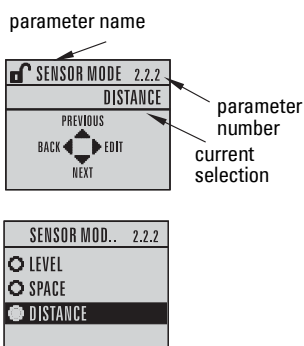 parameter name
SENSOR MODE 2.2.2
DISTANCE
PREVIOUS
BACK EDIT
NEXT
parameter
number
current
selection
SENSOR MOD.. 2.2.2
LEVEL
SPACE
DISTANCE